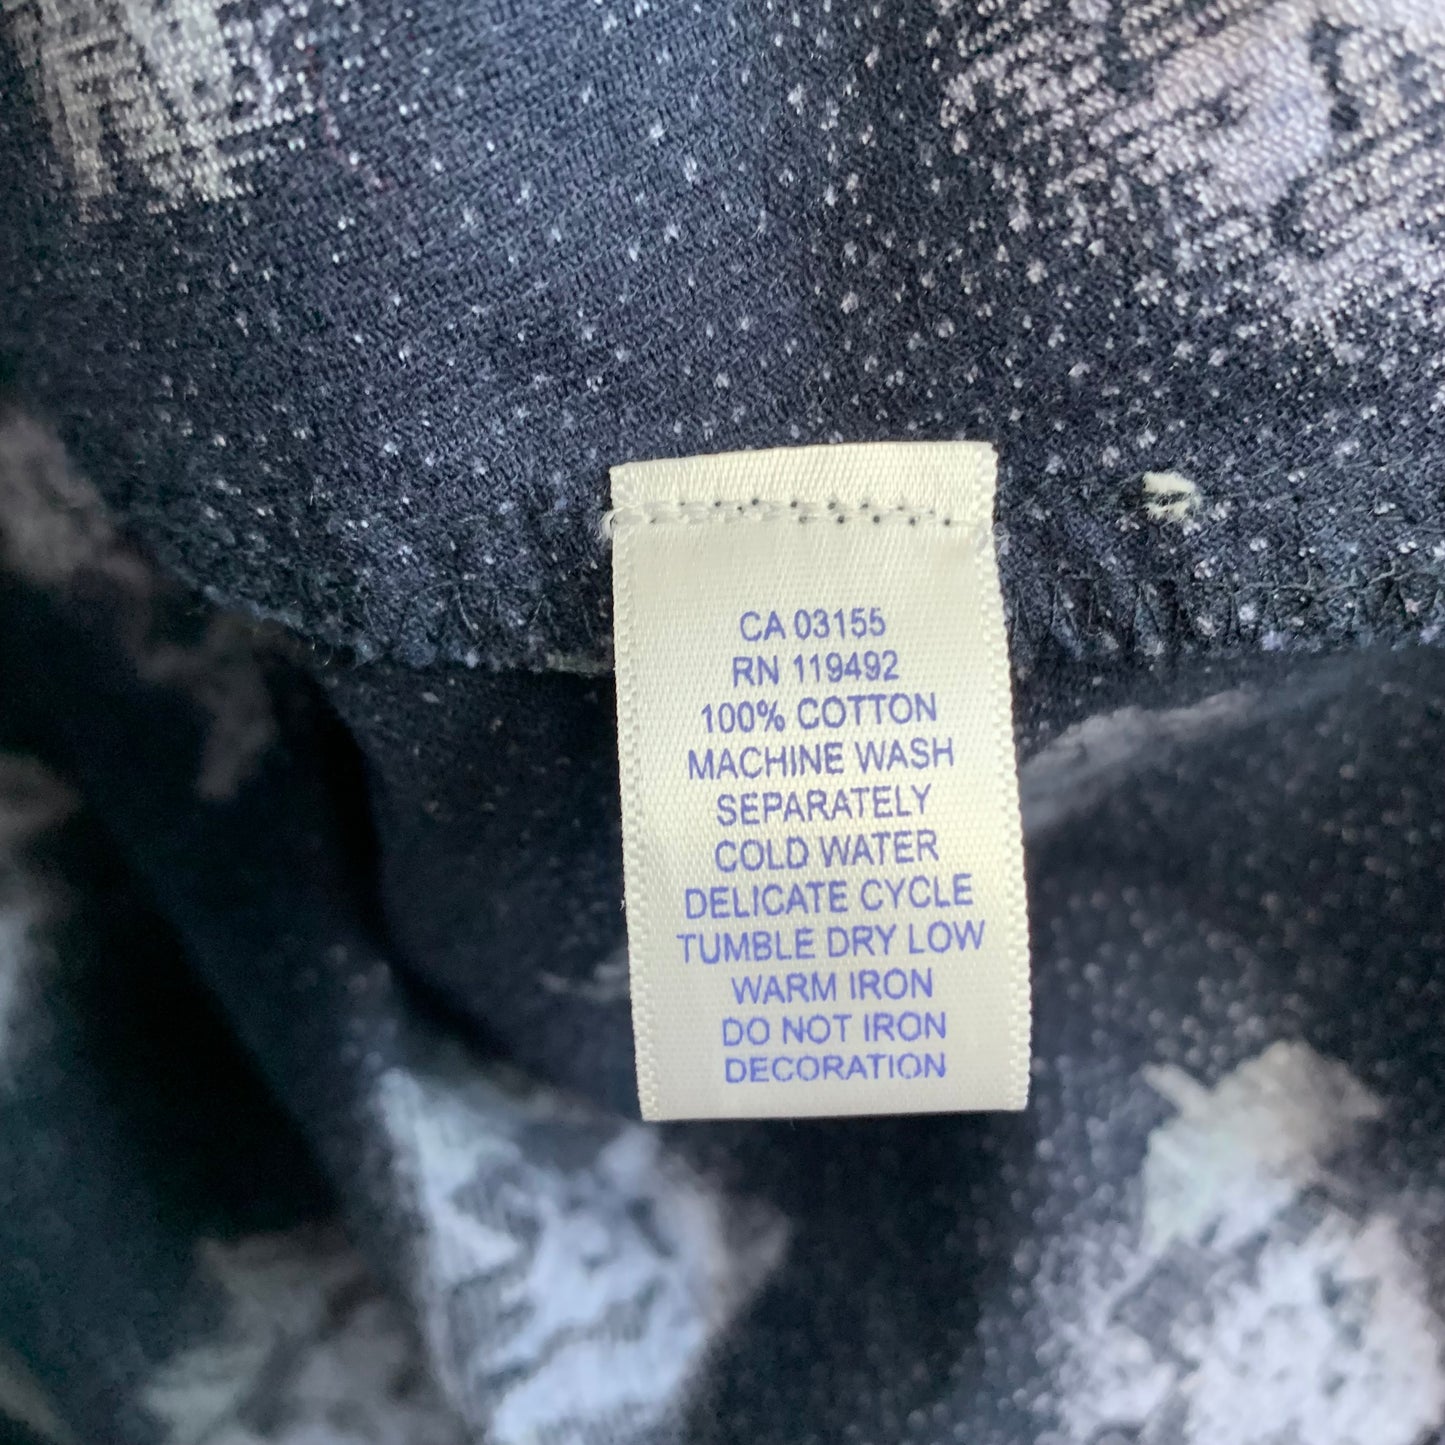 CA 03155
RN 119492
100% COTTON
MACHINE WASH
SEPARATELY
COLD WATER
DELICATE CYCLE
TUMBLE DRY LOW
WARM IRON
DO NOT IRON
DECORATION